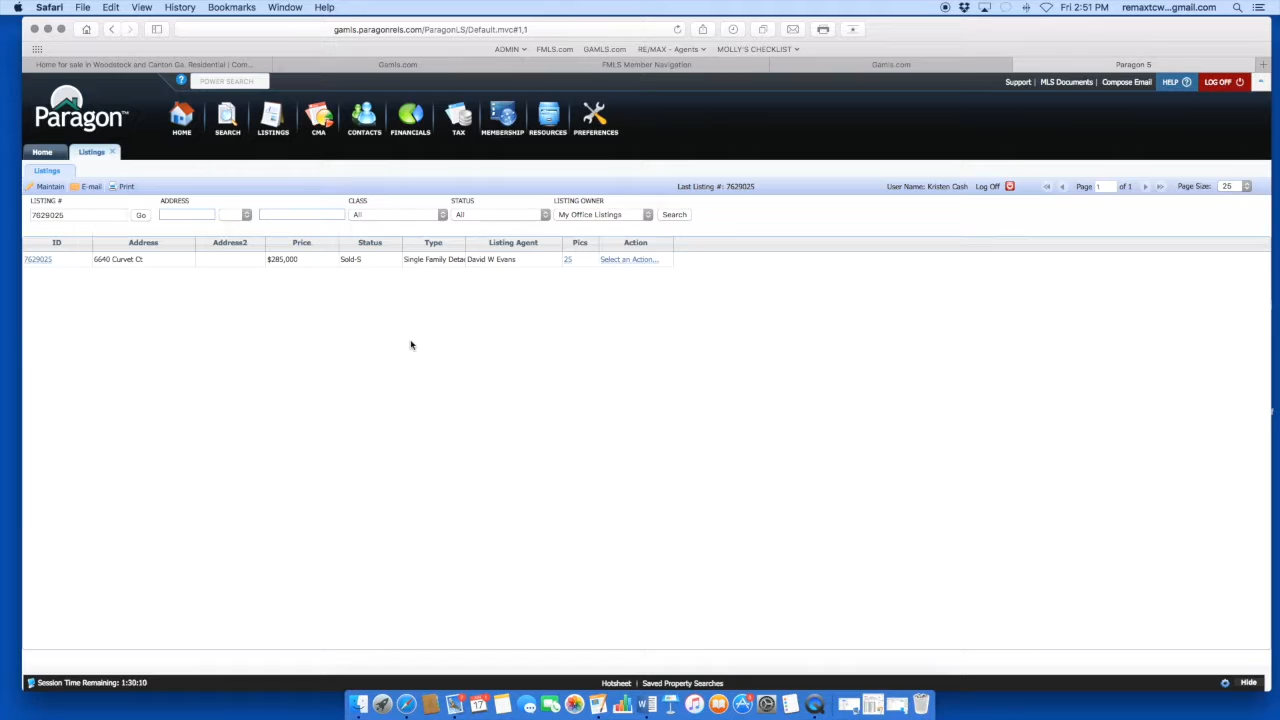 Safari File Edit View History Bookmarks Window Help Fri 2:51 PM remaxtcw...gmail.com
gamls.paragonrels.com/ParagonLS/Default.mvc#1,1
ADMIN FMLS.com GAMLS.com RE/MAX - Agents MOLLY'S CHECKLIST
Home for sale in Woodstock and Canton Ga. Residential | Com... Gamls.com FMLS Member Navigation Gamls.com Paragon 5
POWER SEARCH Support | MLS Documents | Compose Email HELP LOG OFF
Paragon™
HOME SEARCH LISTINGS CMA CONTACTS FINANCIALS TAX MEMBERSHIP RESOURCES PREFERENCES
Home Listings
Listings
Maintain E-mail Print Last Listing #: 7629025 User Name: Kristen Cash Log Off Page 1 of 1 Page Size: 25
LISTING # ADDRESS CLASS STATUS LISTING OWNER
7629025 Go All All My Office Listings Search
ID Address Address2 Price Status Type Listing Agent Pics Action
7629025 6640 Curvet Ct $285,000 Sold-S Single Family Deta David W Evans 25 Select an Action...
Session Time Remaining: 1:30:10 Hotsheet | Saved Property Searches Hide